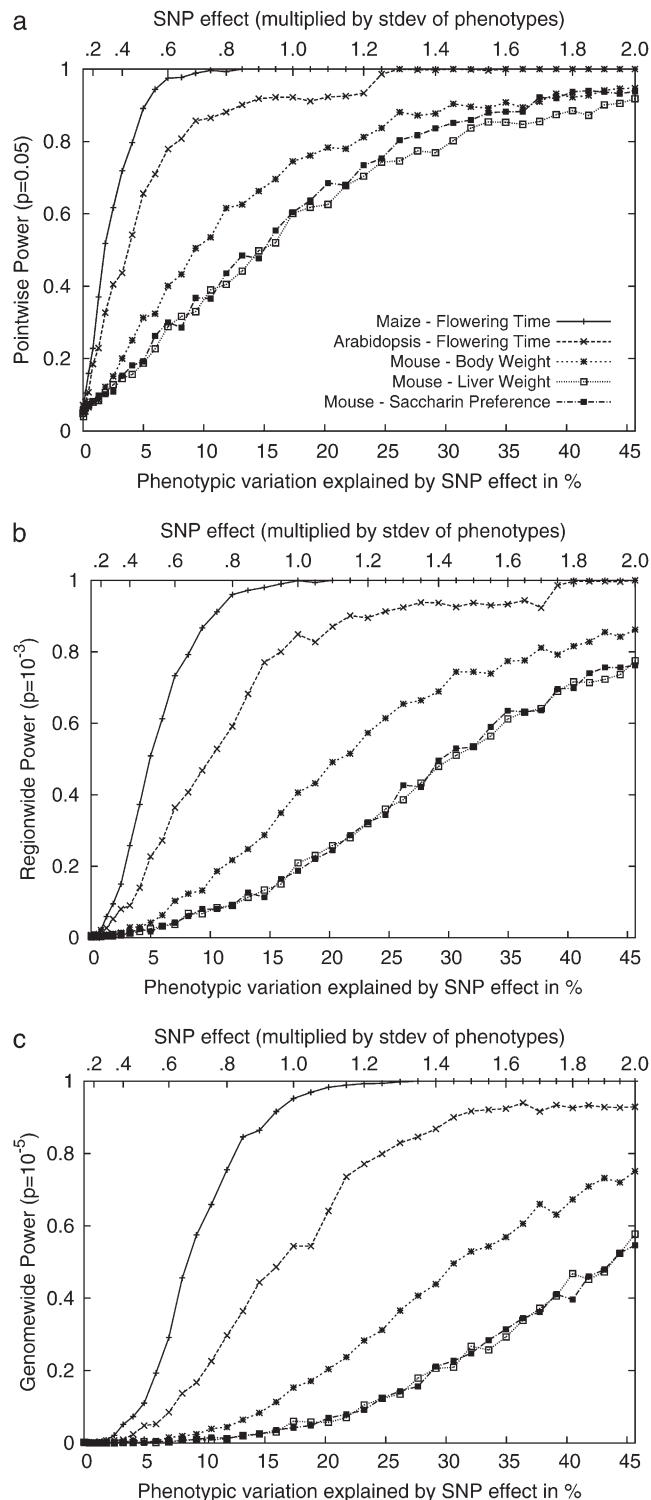 a
SNP effect (multiplied by stdev of phenotypes)
.2 .4 .6 .8 1.0 1.2 1.4 1.6 1.8 2.0
1
0.8
0.6
0.4
0.2
0
Pointwise Power (p=0.05)
Maize - Flowering Time
Arabidopsis - Flowering Time
Mouse - Body Weight
Mouse - Liver Weight
Mouse - Saccharin Preference
0 5 10 15 20 25 30 35 40 45
Phenotypic variation explained by SNP effect in %
b
SNP effect (multiplied by stdev of phenotypes)
.2 .4 .6 .8 1.0 1.2 1.4 1.6 1.8 2.0
1
0.8
0.6
0.4
0.2
0
Regionwide Power (p=10⁻³)
0 5 10 15 20 25 30 35 40 45
Phenotypic variation explained by SNP effect in %
c
SNP effect (multiplied by stdev of phenotypes)
.2 .4 .6 .8 1.0 1.2 1.4 1.6 1.8 2.0
1
0.8
0.6
0.4
0.2
0
Genomewide Power (p=10⁻⁵)
0 5 10 15 20 25 30 35 40 45
Phenotypic variation explained by SNP effect in %